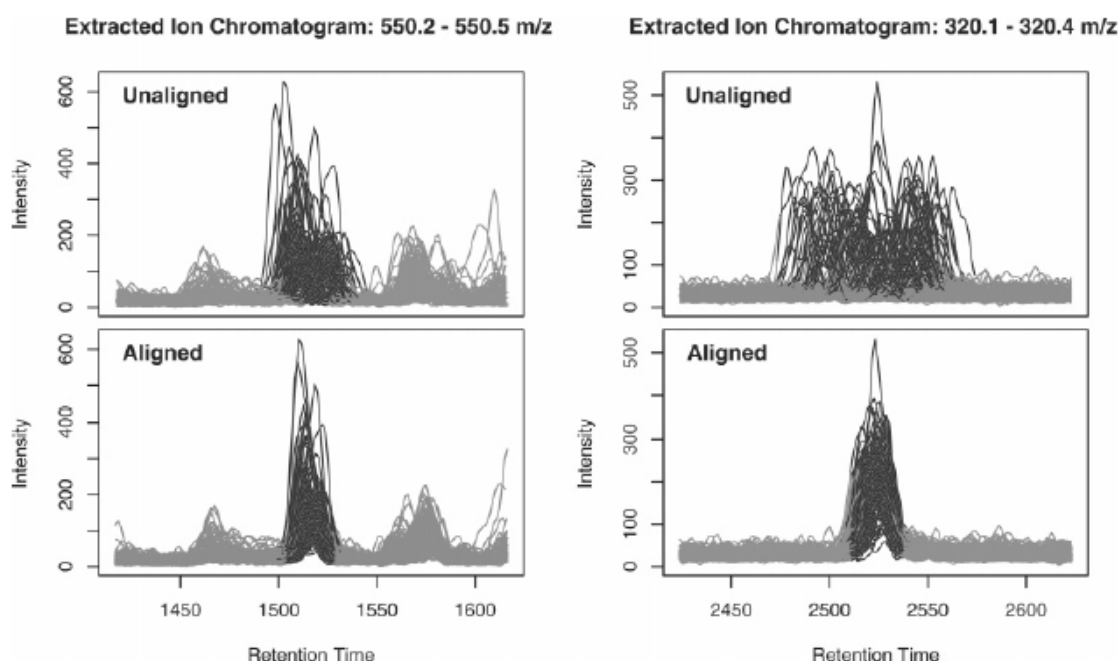 Extracted Ion Chromatogram: 550.2 - 550.5 m/z
Unaligned
Intensity
600
400
200
0
Aligned
Intensity
600
400
200
0
1450 1500 1550 1600
Retention Time
Extracted Ion Chromatogram: 320.1 - 320.4 m/z
Unaligned
Intensity
500
300
100
0
Aligned
Intensity
500
300
100
0
2450 2500 2550 2600
Retention Time